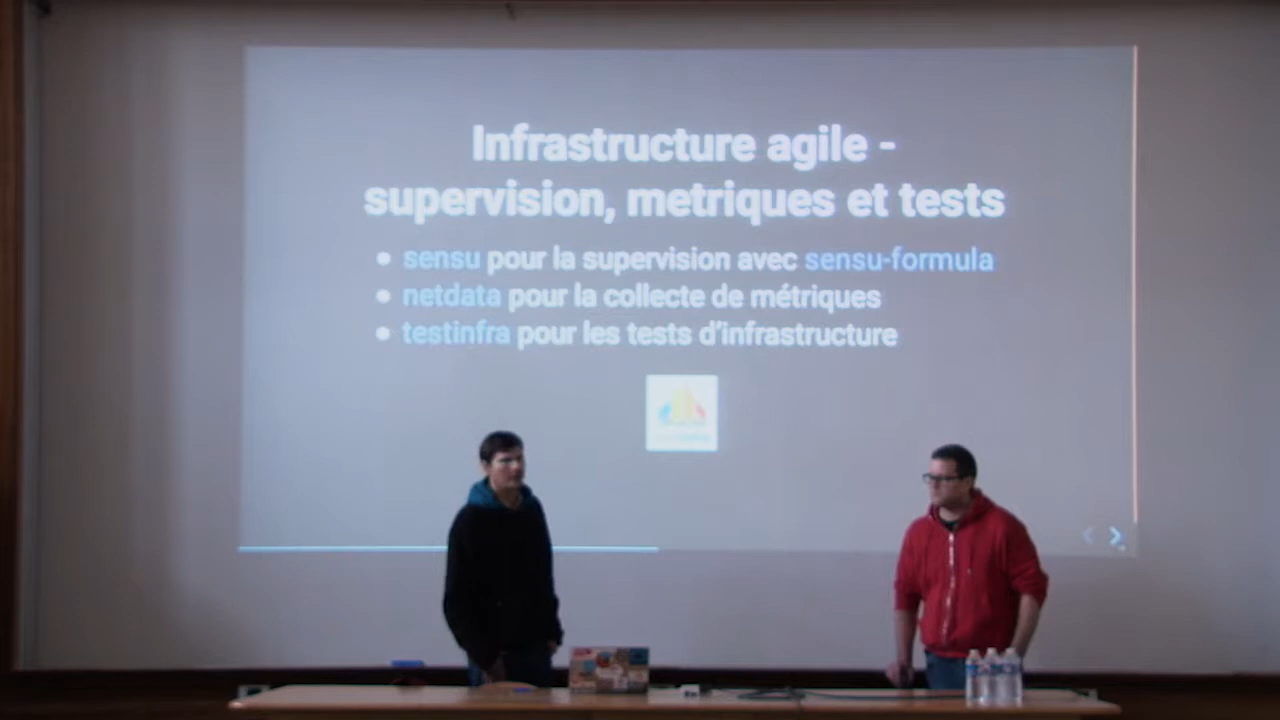 Infrastructure agile -
supervision, metriques et tests
sensu pour la supervision avec sensu-formula
netdata pour la collecte de métriques
testinfra pour les tests d'infrastructure